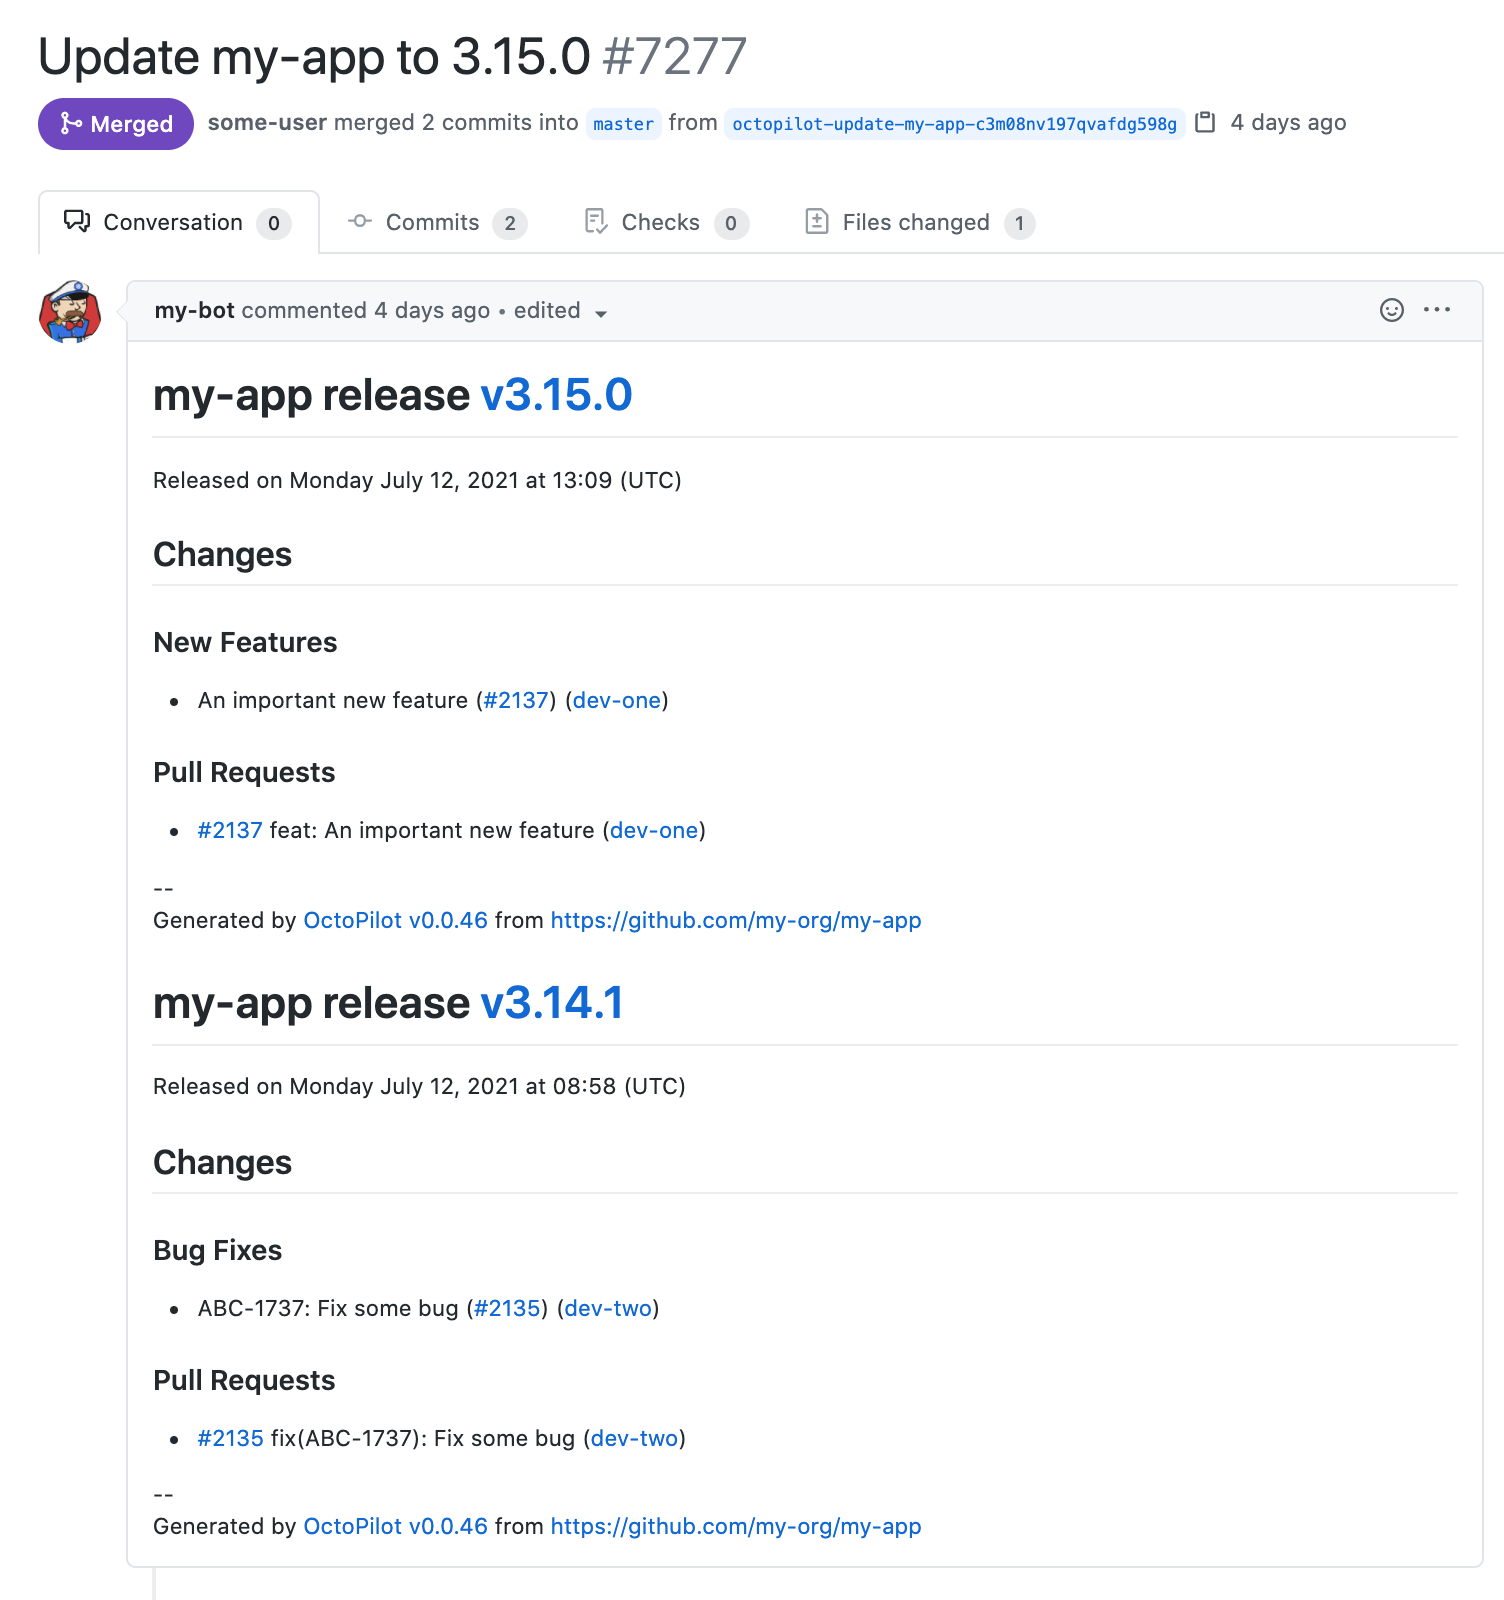 Update my-app to 3.15.0 #7277
Merged some-user merged 2 commits into master from octopilot-update-my-app-c3m08nv197qvafdg598g 4 days ago
Conversation 0 Commits 2 Checks 0 Files changed 1
my-bot commented 4 days ago • edited
my-app release v3.15.0
Released on Monday July 12, 2021 at 13:09 (UTC)
Changes
New Features
• An important new feature (#2137) (dev-one)
Pull Requests
• #2137 feat: An important new feature (dev-one)
--
Generated by OctoPilot v0.0.46 from https://github.com/my-org/my-app
my-app release v3.14.1
Released on Monday July 12, 2021 at 08:58 (UTC)
Changes
Bug Fixes
• ABC-1737: Fix some bug (#2135) (dev-two)
Pull Requests
• #2135 fix(ABC-1737): Fix some bug (dev-two)
--
Generated by OctoPilot v0.0.46 from https://github.com/my-org/my-app